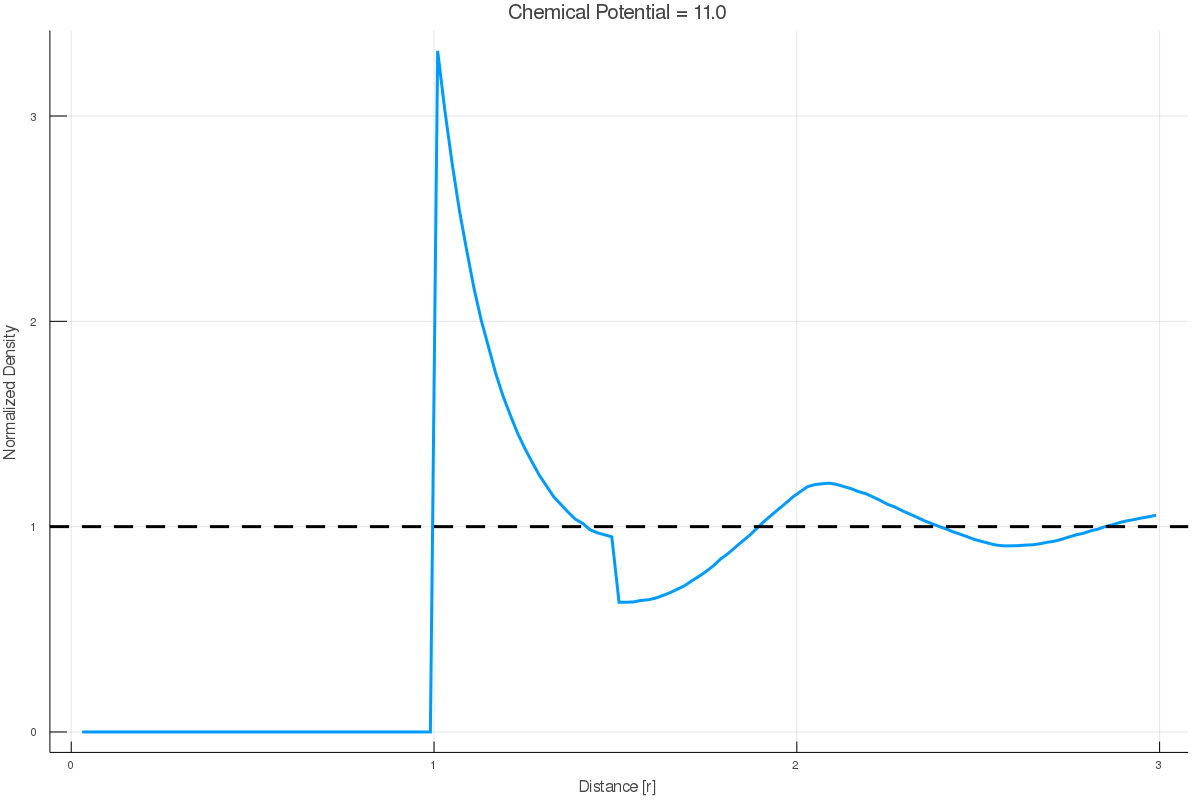 Chemical Potential = 11.0
Normalized Density
3
2
1
0
0
1
2
3
Distance [r]